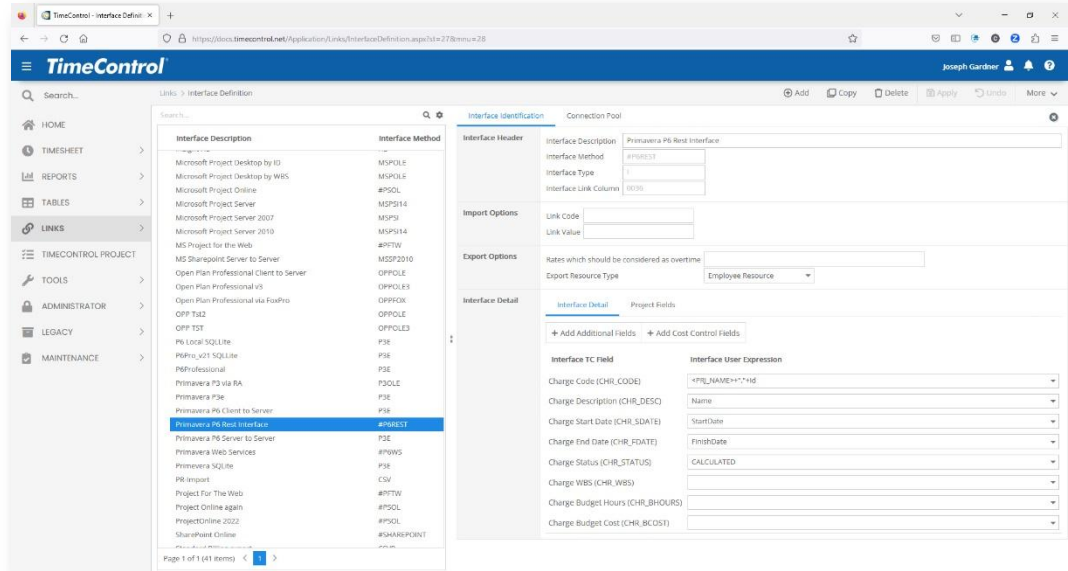 TimeControl - Interface Definit
https://docs.timecontrol.net/Application/Links/InterfaceDefinition.aspx?st=27&mnu=28
TimeControl
Joseph Gardner
Search...
Links > Interface Definition
Add
Copy
Delete
Apply
Undo
More
HOME
TIMESHEET
REPORTS
TABLES
LINKS
TIMECONTROL PROJECT
TOOLS
ADMINISTRATOR
LEGACY
MAINTENANCE
Search...
Interface Description Interface Method
Microsoft Project Desktop by ID MSPOLE
Microsoft Project Desktop by WBS MSPOLE
Microsoft Project Online #PSOL
Microsoft Project Server MSPSI14
Microsoft Project Server 2007 MSPSI
Microsoft Project Server 2010 MSPSI14
MS Project for the Web #PFTW
MS Sharepoint Server to Server MSSP2010
Open Plan Professional Client to Server OPPOLE
Open Plan Professional v3 OPPOLE3
Open Plan Professional via FoxPro OPPFOX
OPP Tst2 OPPOLE
OPP TST OPPOLE3
P6 Local SQLLite P3E
P6Pro_v21 SQLLite P3E
P6Professional P3E
Primavera P3 via RA P3OLE
Primavera P3e P3E
Primavera P6 Client to Server P3E
Primavera P6 Rest Interface #P6REST
Primavera P6 Server to Server P3E
Primavera Web Services #P6WS
Primevera SQLite P3E
PR-Import CSV
Project For The Web #PFTW
Project Online again #PSOL
ProjectOnline 2022 #PSOL
SharePoint Online #SHAREPOINT
Page 1 of 1 (41 items) < 1 >
Interface Identification Connection Pool
Interface Header
Interface Description Primavera P6 Rest Interface
Interface Method #P6REST
Interface Type
Interface Link Column 0036
Import Options
Link Code
Link Value
Export Options
Rates which should be considered as overtime
Export Resource Type Employee Resource
Interface Detail
Interface Detail Project Fields
+ Add Additional Fields + Add Cost Control Fields
Interface TC Field Interface User Expression
Charge Code (CHR_CODE) <PRJ_NAME>+"."+Id
Charge Description (CHR_DESC) Name
Charge Start Date (CHR_SDATE) StartDate
Charge End Date (CHR_FDATE) FinishDate
Charge Status (CHR_STATUS) CALCULATED
Charge WBS (CHR_WBS)
Charge Budget Hours (CHR_BHOURS)
Charge Budget Cost (CHR_BCOST)